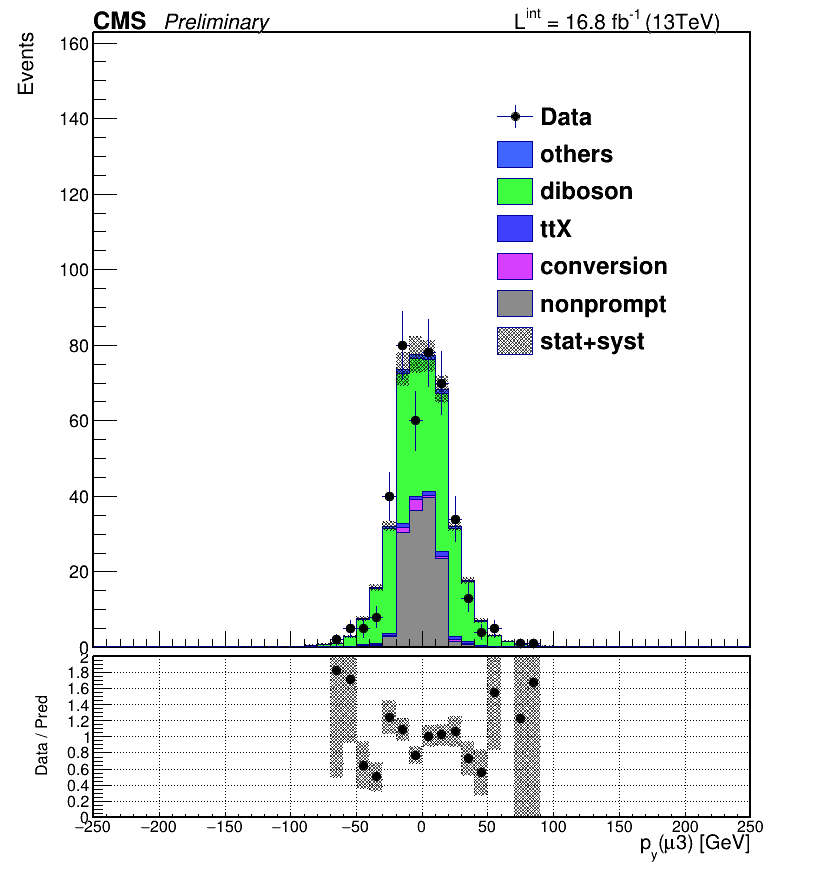 CMS Preliminary L^int = 16.8 fb^-1 (13TeV)
Events
160
140
120
100
80
60
40
20
0
Data
others
diboson
ttX
conversion
nonprompt
stat+syst
Data / Pred
2
1.8
1.6
1.4
1.2
1
0.8
0.6
0.4
0.2
0
−250 −200 −150 −100 −50 0 50 100 150 200 250
p_y(μ3) [GeV]